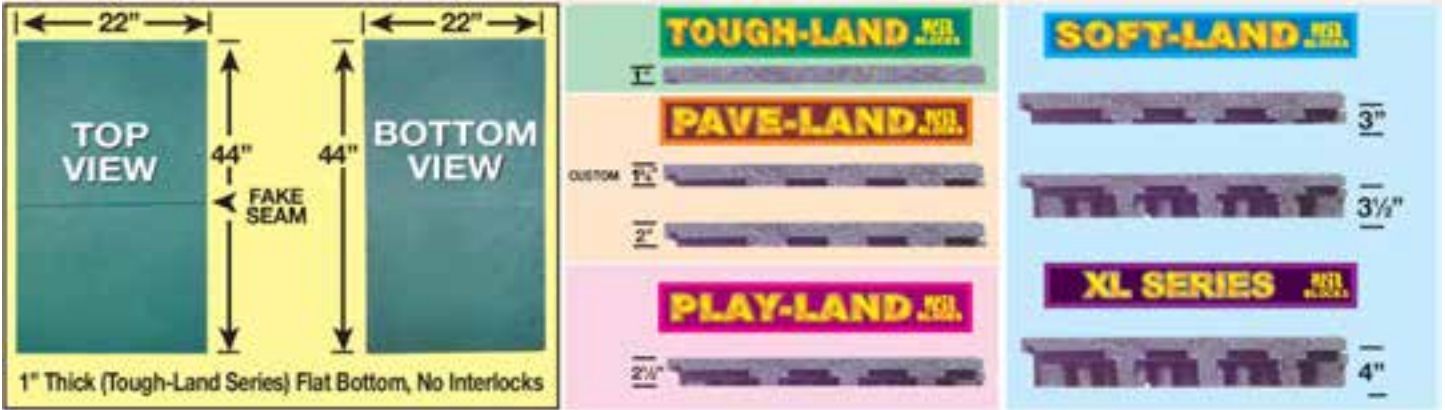 22"
22"
TOP
VIEW
44"
44"
BOTTOM
VIEW
FAKE
SEAM
1" Thick (Tough-Land Series) Flat Bottom, No Interlocks
TOUGH-LAND
1"
PAVE-LAND
CUSTOM
2"
PLAY-LAND
2½"
SOFT-LAND
3"
3½"
XL SERIES
BLOCKS
4"